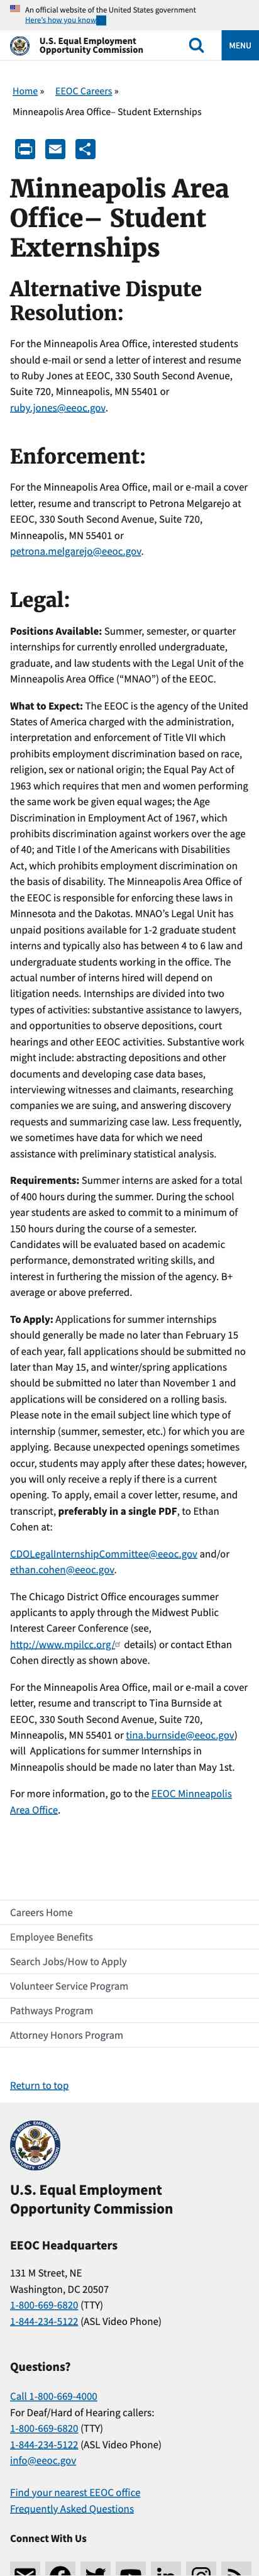 An official website of the United States government
Here's how you know
U.S. Equal Employment
Opportunity Commission
MENU
Home » EEOC Careers »
Minneapolis Area Office– Student Externships
Minneapolis Area
Office– Student
Externships
Alternative Dispute
Resolution:
For the Minneapolis Area Office, interested students
should e-mail or send a letter of interest and resume
to Ruby Jones at EEOC, 330 South Second Avenue,
Suite 720, Minneapolis, MN 55401 or
ruby.jones@eeoc.gov.
Enforcement:
For the Minneapolis Area Office, mail or e-mail a cover
letter, resume and transcript to Petrona Melgarejo at
EEOC, 330 South Second Avenue, Suite 720,
Minneapolis, MN 55401 or
petrona.melgarejo@eeoc.gov.
Legal:
Positions Available: Summer, semester, or quarter
internships for currently enrolled undergraduate,
graduate, and law students with the Legal Unit of the
Minneapolis Area Office (“MNAO”) of the EEOC.
What to Expect: The EEOC is the agency of the United
States of America charged with the administration,
interpretation and enforcement of Title VII which
prohibits employment discrimination based on race,
religion, sex or national origin; the Equal Pay Act of
1963 which requires that men and women performing
the same work be given equal wages; the Age
Discrimination in Employment Act of 1967, which
prohibits discrimination against workers over the age
of 40; and Title I of the Americans with Disabilities
Act, which prohibits employment discrimination on
the basis of disability. The Minneapolis Area Office of
the EEOC is responsible for enforcing these laws in
Minnesota and the Dakotas. MNAO’s Legal Unit has
unpaid positions available for 1-2 graduate student
interns and typically also has between 4 to 6 law and
undergraduate students working in the office. The
actual number of interns hired will depend on
litigation needs. Internships are divided into two
types of activities: substantive assistance to lawyers,
and opportunities to observe depositions, court
hearings and other EEOC activities. Substantive work
might include: abstracting depositions and other
documents and developing case data bases,
interviewing witnesses and claimants, researching
companies we are suing, and answering discovery
requests and summarizing case law. Less frequently,
we sometimes have data for which we need
assistance with preliminary statistical analysis.
Requirements: Summer interns are asked for a total
of 400 hours during the summer. During the school
year students are asked to commit to a minimum of
150 hours during the course of a semester.
Candidates will be evaluated based on academic
performance, demonstrated writing skills, and
interest in furthering the mission of the agency. B+
average or above preferred.
To Apply: Applications for summer internships
should generally be made no later than February 15
of each year, fall applications should be submitted no
later than May 15, and winter/spring applications
should be submitted no later than November 1 and
applications will be considered on a rolling basis.
Please note in the email subject line which type of
internship (summer, semester, etc.) for which you are
applying. Because unexpected openings sometimes
occur, students may apply after these dates; however,
you will only receive a reply if there is a current
opening. To apply, email a cover letter, resume, and
transcript, preferably in a single PDF, to Ethan
Cohen at:
CDOLegalInternshipCommittee@eeoc.gov and/or
ethan.cohen@eeoc.gov.
The Chicago District Office encourages summer
applicants to apply through the Midwest Public
Interest Career Conference (see,
http://www.mpilcc.org/ details) or contact Ethan
Cohen directly as shown above.
For the Minneapolis Area Office, mail or e-mail a cover
letter, resume and transcript to Tina Burnside at
EEOC, 330 South Second Avenue, Suite 720,
Minneapolis, MN 55401 or tina.burnside@eeoc.gov)
will Applications for summer Internships in
Minneapolis should be made no later than May 1st.
For more information, go to the EEOC Minneapolis
Area Office.
Careers Home
Employee Benefits
Search Jobs/How to Apply
Volunteer Service Program
Pathways Program
Attorney Honors Program
Return to top
U.S. Equal Employment
Opportunity Commission
EEOC Headquarters
131 M Street, NE
Washington, DC 20507
1-800-669-6820 (TTY)
1-844-234-5122 (ASL Video Phone)
Questions?
Call 1-800-669-4000
For Deaf/Hard of Hearing callers:
1-800-669-6820 (TTY)
1-844-234-5122 (ASL Video Phone)
info@eeoc.gov
Find your nearest EEOC office
Frequently Asked Questions
Connect With Us